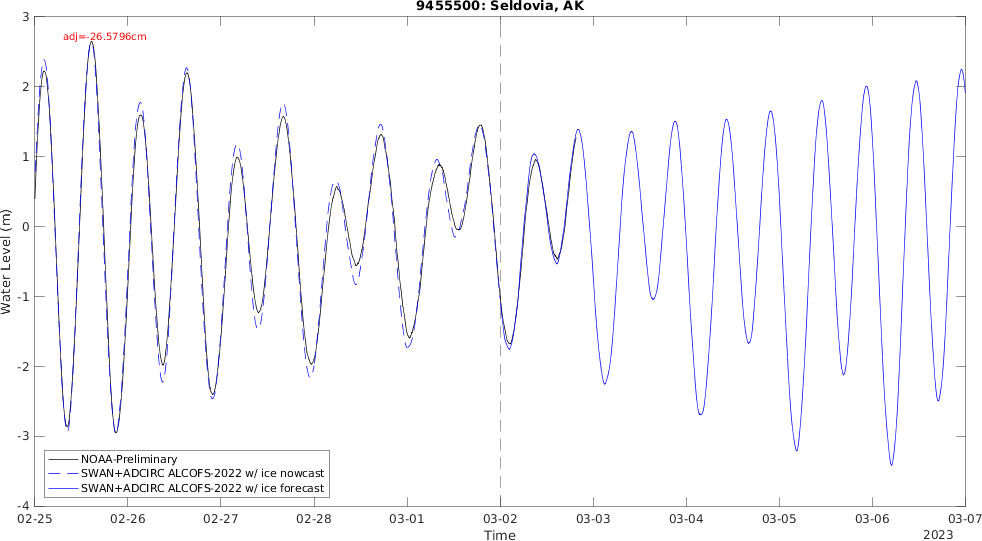 9455500: Seldovia, AK
adj=-26.5796cm
3
2
1
0
-1
-2
-3
-4
Water Level (m)
NOAA-Preliminary
SWAN+ADCIRC ALCOFS-2022 w/ ice nowcast
SWAN+ADCIRC ALCOFS-2022 w/ ice forecast
02-25 02-26 02-27 02-28 03-01 03-02 03-03 03-04 03-05 03-06 03-07
Time
2023